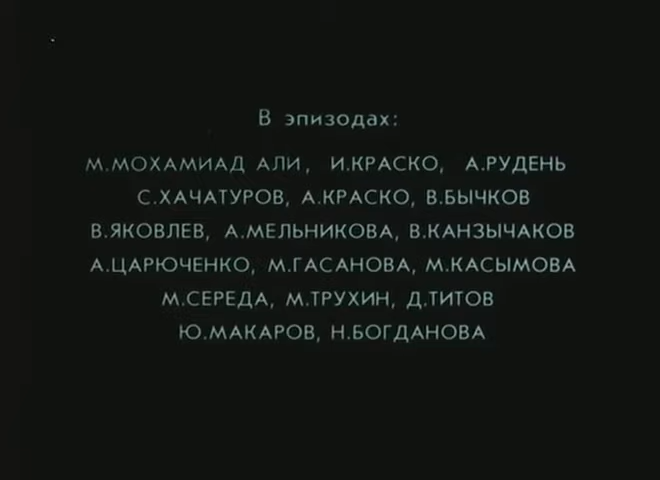 В эпизодах:
М.МОХАМИАД АЛИ, И.КРАСКО, А.РУДЕНЬ
С.ХАЧАТУРОВ, А.КРАСКО, В.БЫЧКОВ
В.ЯКОВЛЕВ, А.МЕЛЬНИКОВА, В.КАНЗЫЧАКОВ
А.ЦАРЮЧЕНКО, М.ГАСАНОВА, М.КАСЫМОВА
М.СЕРЕДА, М.ТРУХИН, Д.ТИТОВ
Ю.МАКАРОВ, Н.БОГДАНОВА